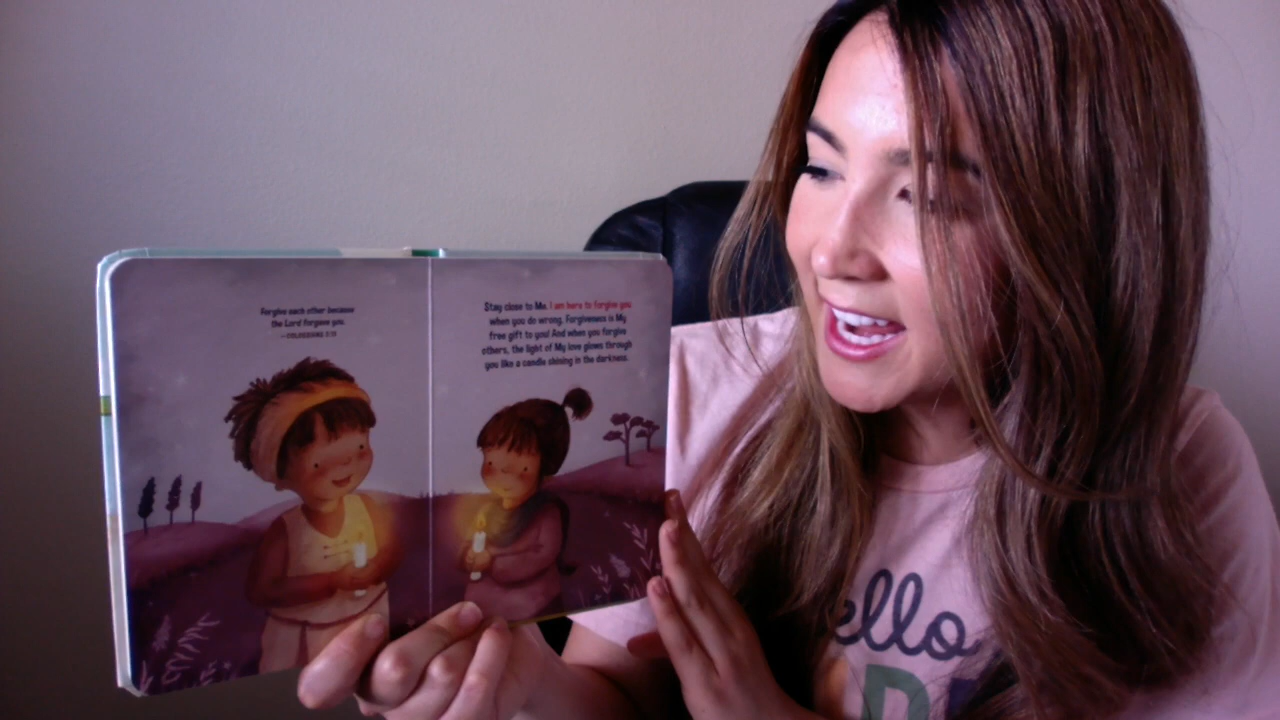 Forgive each other because
the Lord forgave you.
—COLOSSIANS 3:13
Stay close to Me. I am here to forgive you
when you do wrong. Forgiveness is My
free gift to you! And when you forgive
others, the light of My love glows through
you like a candle shining in the darkness.
ello